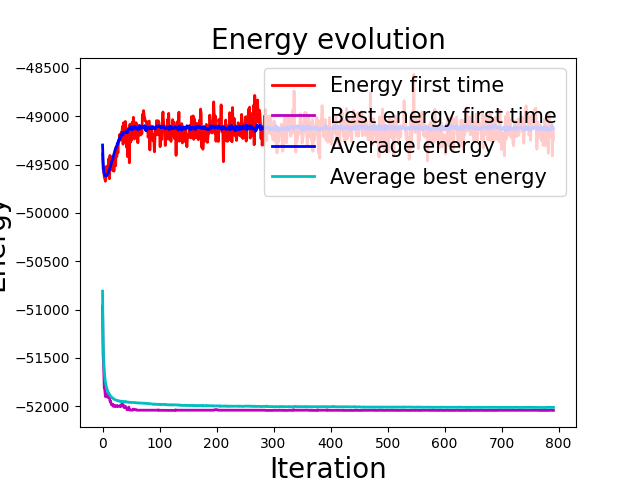 Energy evolution
Energy
−48500
−49000
−49500
−50000
−50500
−51000
−51500
−52000
Energy first time
Best energy first time
Average energy
Average best energy
0 100 200 300 400 500 600 700 800
Iteration